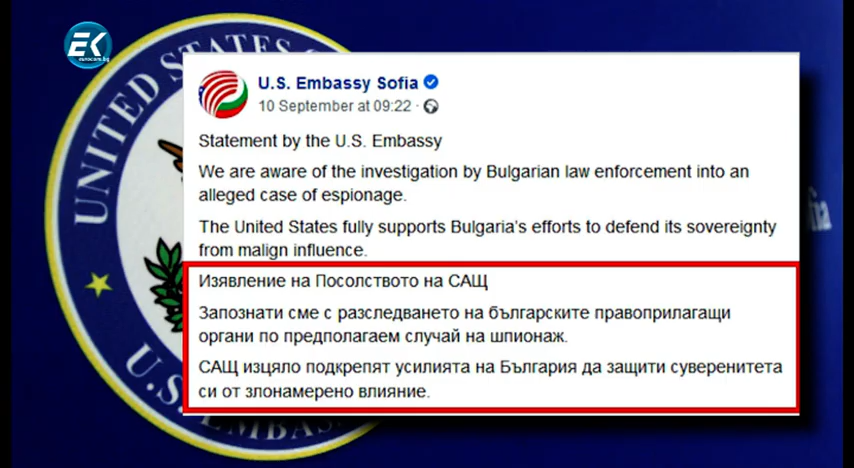 EK
eurocom.bg
UNITED STATES
U.S. Embassy Sofia
10 September at 09:22 ·
Statement by the U.S. Embassy
We are aware of the investigation by Bulgarian law enforcement into an
alleged case of espionage.
The United States fully supports Bulgaria's efforts to defend its sovereignty
from malign influence.
Изявление на Посолството на САЩ
Запознати сме с разследването на българските правоприлагащи
органи по предполагаем случай на шпионаж.
САЩ изцяло подкрепят усилията на България да защити суверенитета
си от злонамерено влияние.
U.S. EMBA